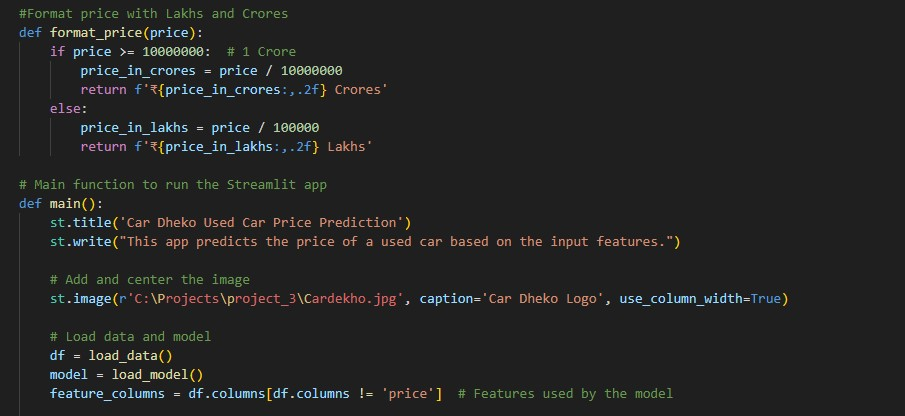 #Format price with Lakhs and Crores
def format_price(price):
    if price >= 10000000:  # 1 Crore
        price_in_crores = price / 10000000
        return f'₹{price_in_crores:,.2f} Crores'
    else:
        price_in_lakhs = price / 100000
        return f'₹{price_in_lakhs:,.2f} Lakhs'

# Main function to run the Streamlit app
def main():
    st.title('Car Dheko Used Car Price Prediction')
    st.write("This app predicts the price of a used car based on the input features.")

    # Add and center the image
    st.image(r'C:\Projects\project_3\Cardekho.jpg', caption='Car Dheko Logo', use_column_width=True)

    # Load data and model
    df = load_data()
    model = load_model()
    feature_columns = df.columns[df.columns != 'price']  # Features used by the model